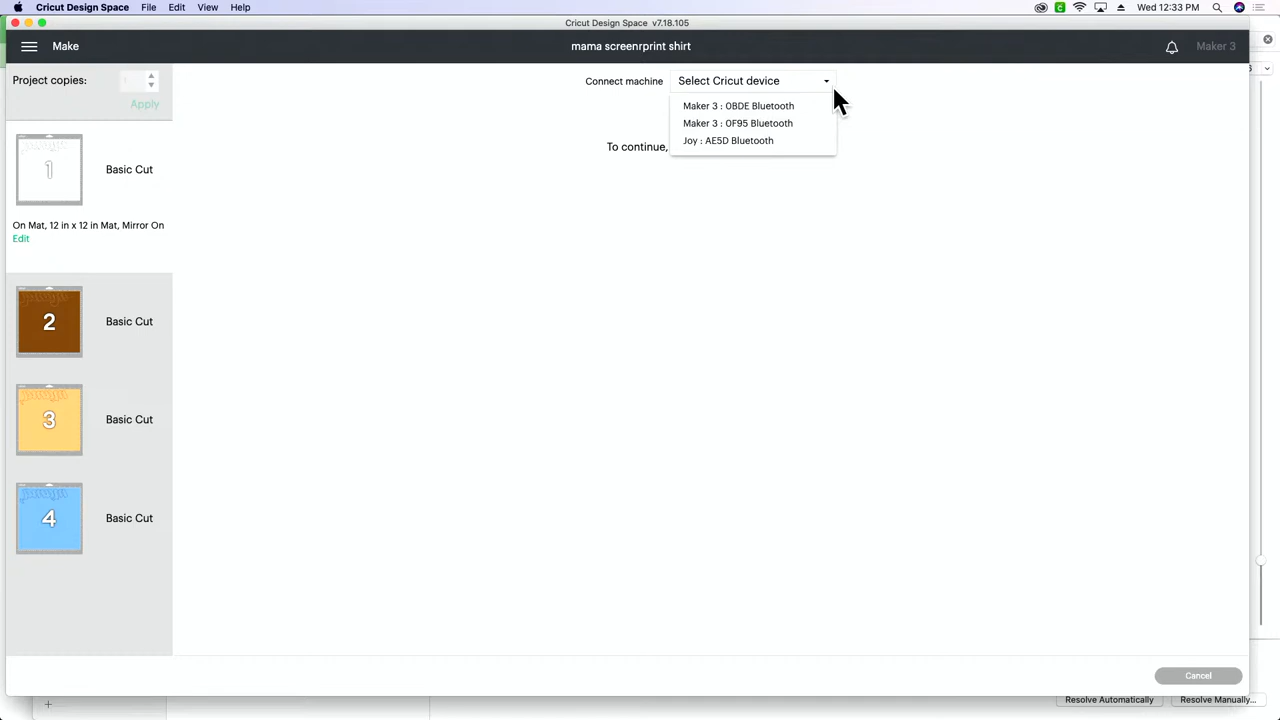 Cricut Design Space File Edit View Help
Wed 12:33 PM
Cricut Design Space v7.18.105
Make
mama screenrprint shirt
Maker 3
Project copies:
Apply
Connect machine
Select Cricut device
Maker 3 : 0BDE Bluetooth
Maker 3 : 0F95 Bluetooth
Joy : AE5D Bluetooth
To continue,
1
Basic Cut
On Mat, 12 in x 12 in Mat, Mirror On
Edit
2
Basic Cut
3
Basic Cut
4
Basic Cut
Cancel
Resolve Automatically
Resolve Manually...